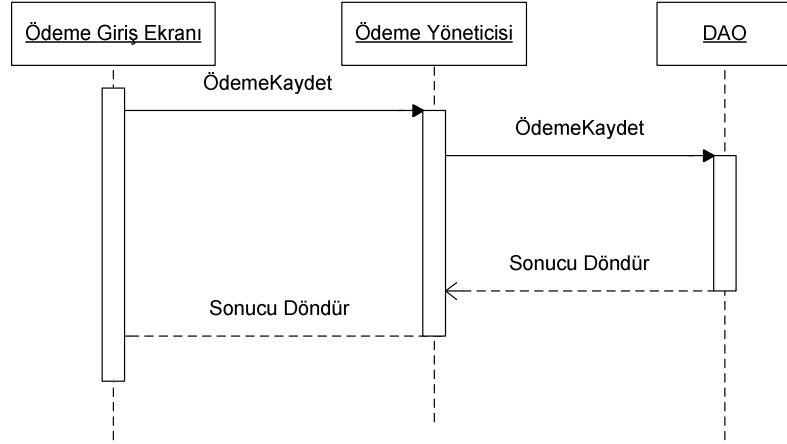 Ödeme Giriş Ekranı
Ödeme Yöneticisi
DAO
ÖdemeKaydet
ÖdemeKaydet
Sonucu Döndür
Sonucu Döndür